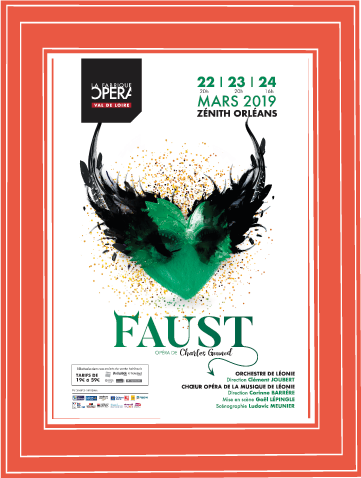 LA FABRIQUE
OPÉRA
VAL DE LOIRE
22 | 23 | 24
20h 20h 16h
MARS 2019
ZÉNITH ORLÉANS
FAUST
OPÉRA DE Charles Gounod
TARIFS DE
19€ à 59€
ORCHESTRE DE LÉONIE
Direction Clément JOUBERT
CHŒUR OPÉRA DE LA MUSIQUE DE LÉONIE
Direction Corinne BARRÈRE
Mise en scène Gaël LÉPINGLE
Scénographie Ludovic MEUNIER